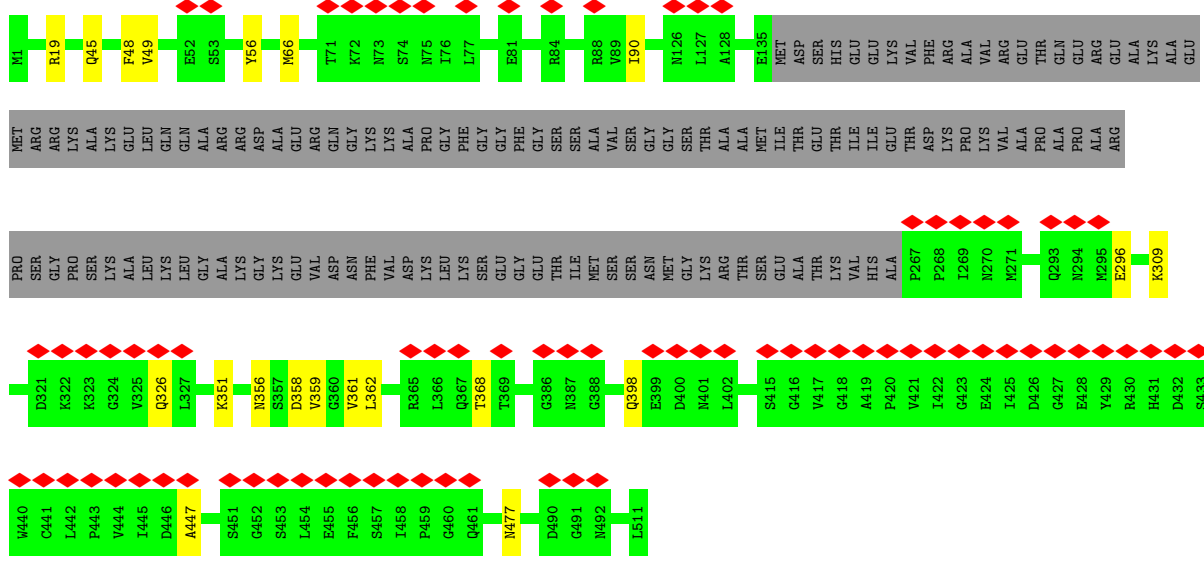 M1 R19 Q45 F48 V49 E52 S53 Y56 M66 T71 K72 N73 S74 N75 I76 L77 E81 R84 R88 V89 I90 N126 L127 A128 E135 MET ASP SER HIS GLU GLU LYS VAL PHE ARG ALA VAL ARG GLU THR GLN GLU ARG GLU ALA LYS ALA GLU
MET ARG ARG LYS ALA LYS GLU LEU GLN GLN ALA ARG ARG ASP ALA GLU ARG GLN GLY LYS LYS ALA PRO GLY PHE GLY GLY PHE GLY SER SER ALA VAL SER GLY GLY SER THR ALA ALA MET ILE THR GLU THR ILE ILE GLU THR ASP LYS PRO LYS VAL ALA PRO ALA PRO ALA ARG
PRO SER GLY PRO SER LYS ALA LEU LYS LEU GLY ALA LYS GLY LYS GLU VAL ASP ASN PHE VAL ASP LYS LEU LYS SER GLU GLY GLU THR ILE MET SER SER ASN MET GLY LYS ARG THR SER GLU ALA THR LYS VAL HIS ALA P267 P268 I269 N270 M271 Q293 N294 M295 E296 K309
D321 K322 K323 G324 V325 Q326 L327 K351 N356 S357 D358 V359 G360 V361 L362 R365 L366 Q367 T368 T369 G386 N387 G388 Q398 E399 D400 N401 L402 S415 G416 V417 G418 A419 P420 V421 I422 G423 E424 I425 D426 G427 E428 Y429 R430 H431 D432 S433
W440 C441 L442 P443 V444 I445 D446 A447 S451 G452 S453 L454 E455 F456 S457 I458 P459 G460 Q461 N477 D490 G491 N492 L511